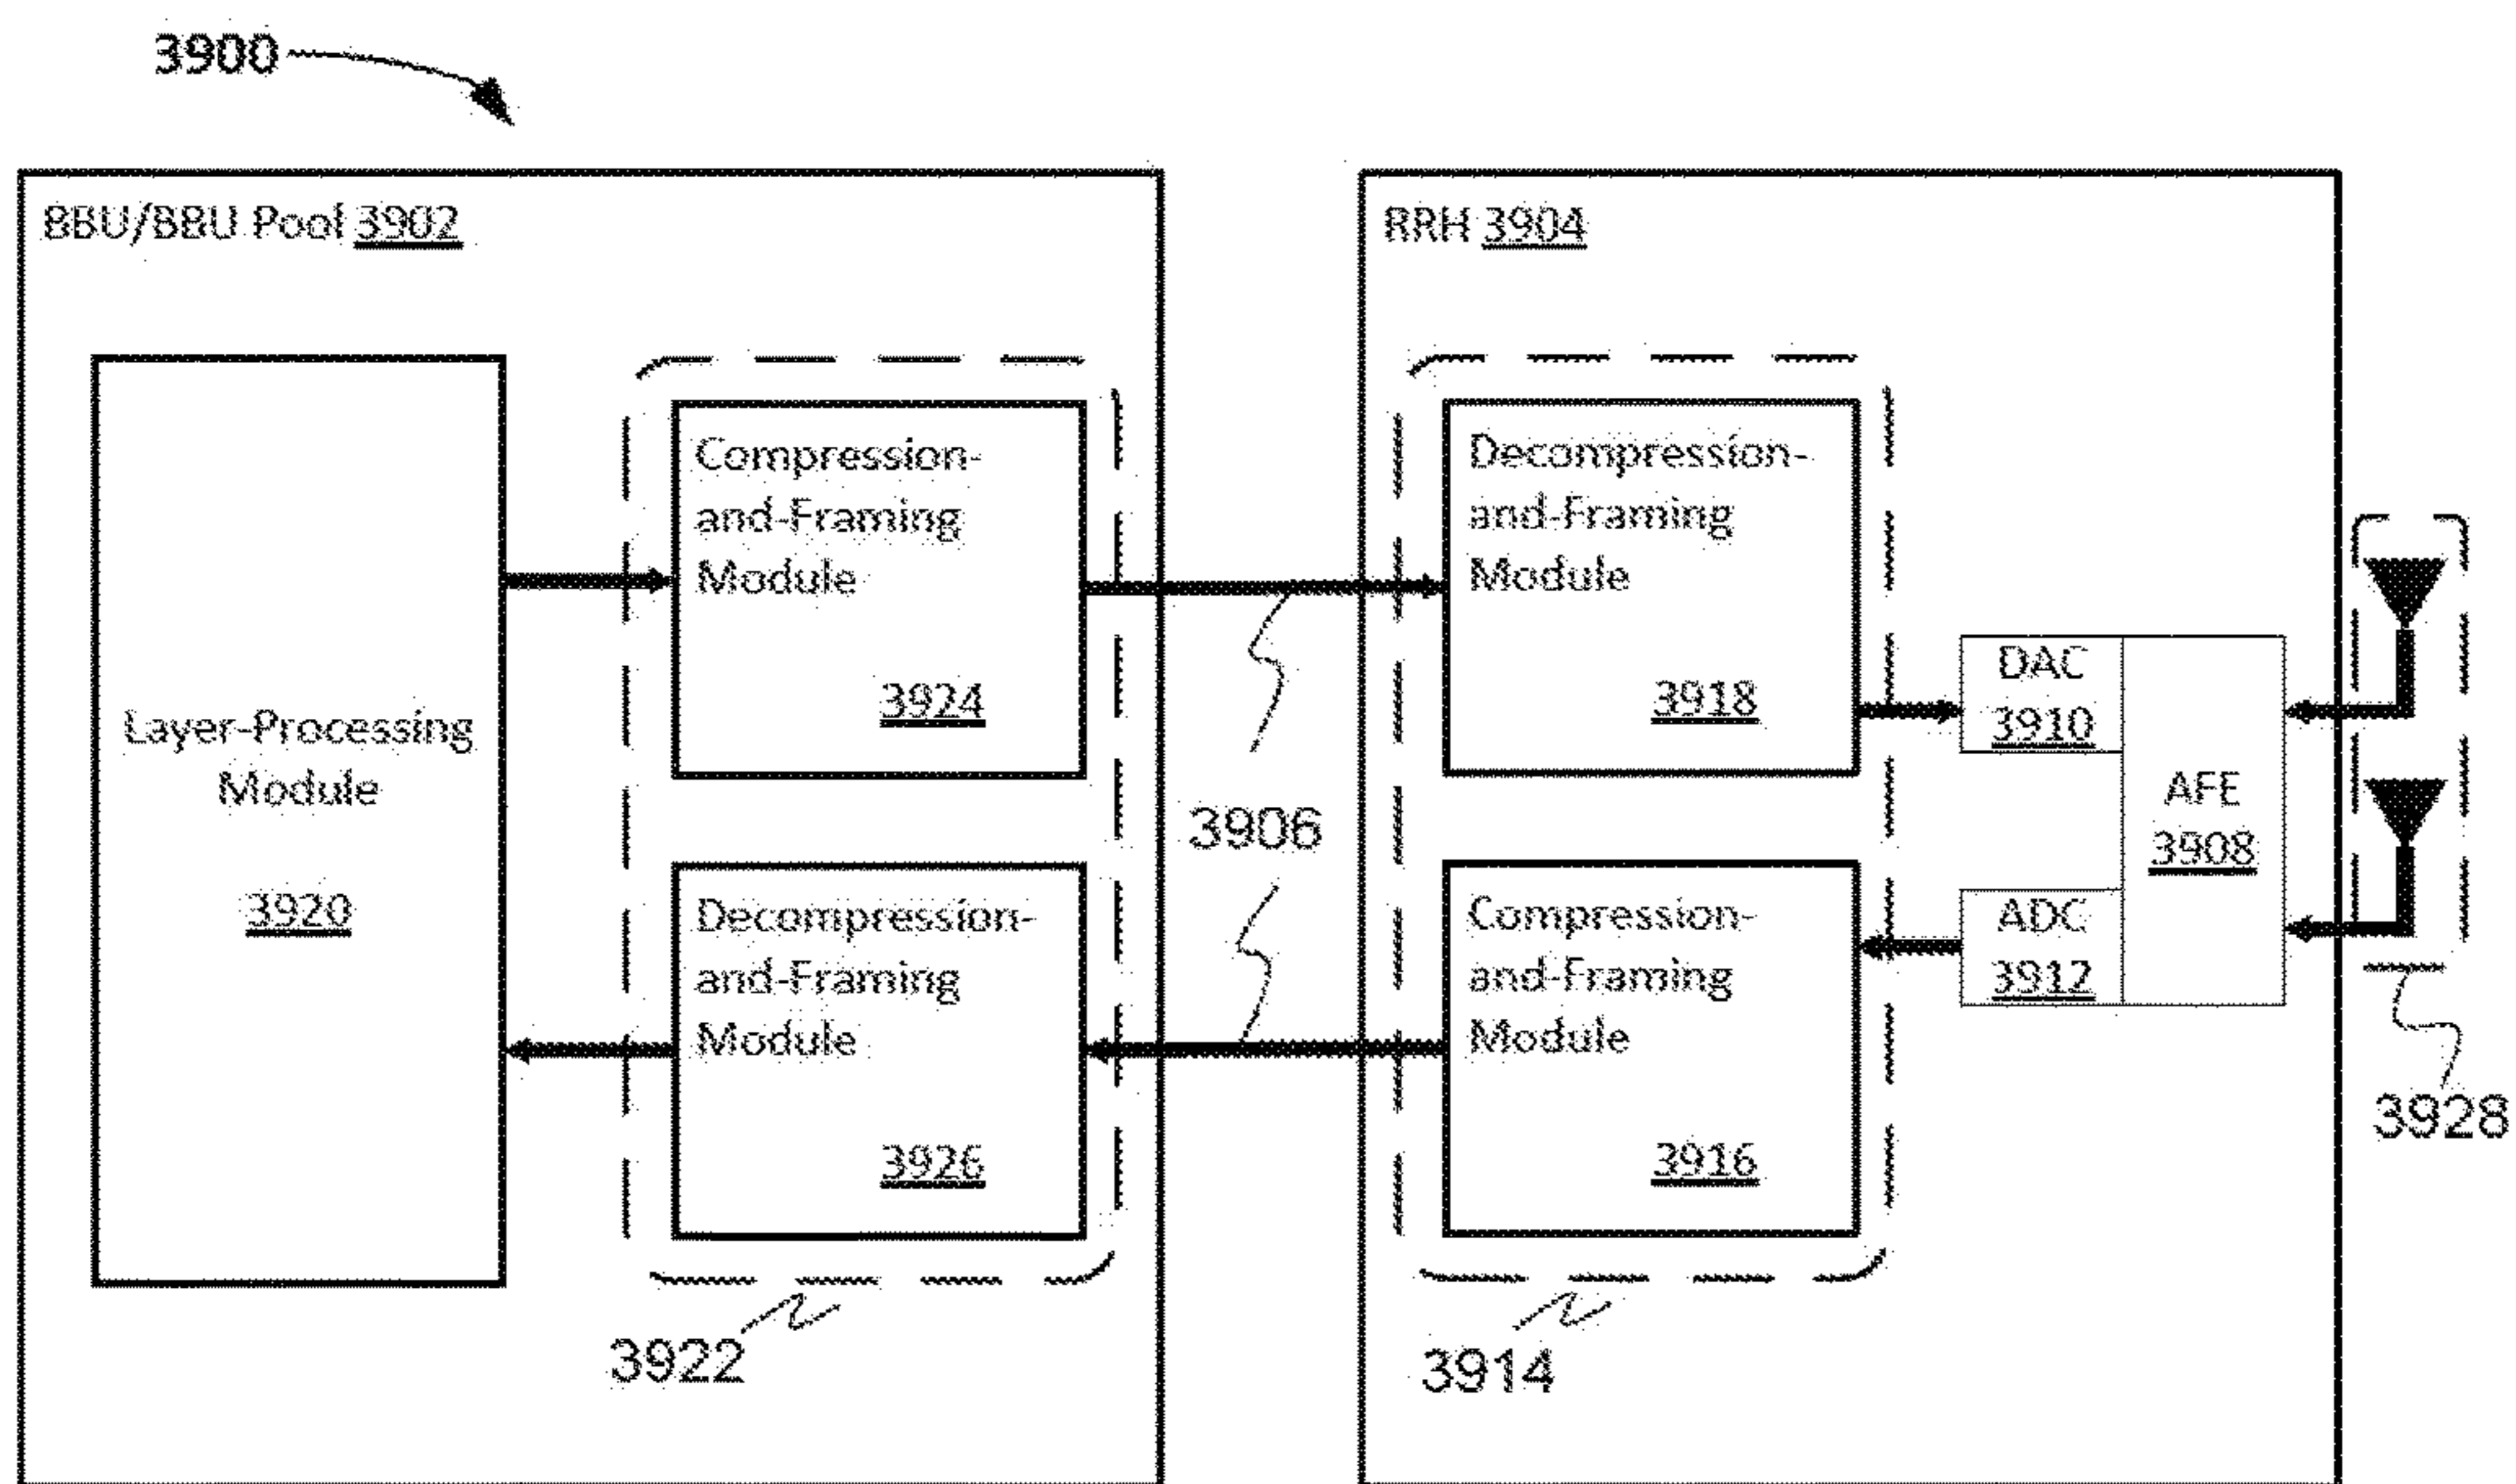 3900
BBU/BBU Pool 3902
Layer-Processing
Module
3920
Compression-
and-Framing
Module
3924
Decompression-
and-Framing
Module
3926
3922
3906
RRH 3904
Decompression-
and-Framing
Module
3918
Compression-
and-Framing
Module
3916
3914
DAC
3910
AFE
3908
ADC
3912
3928